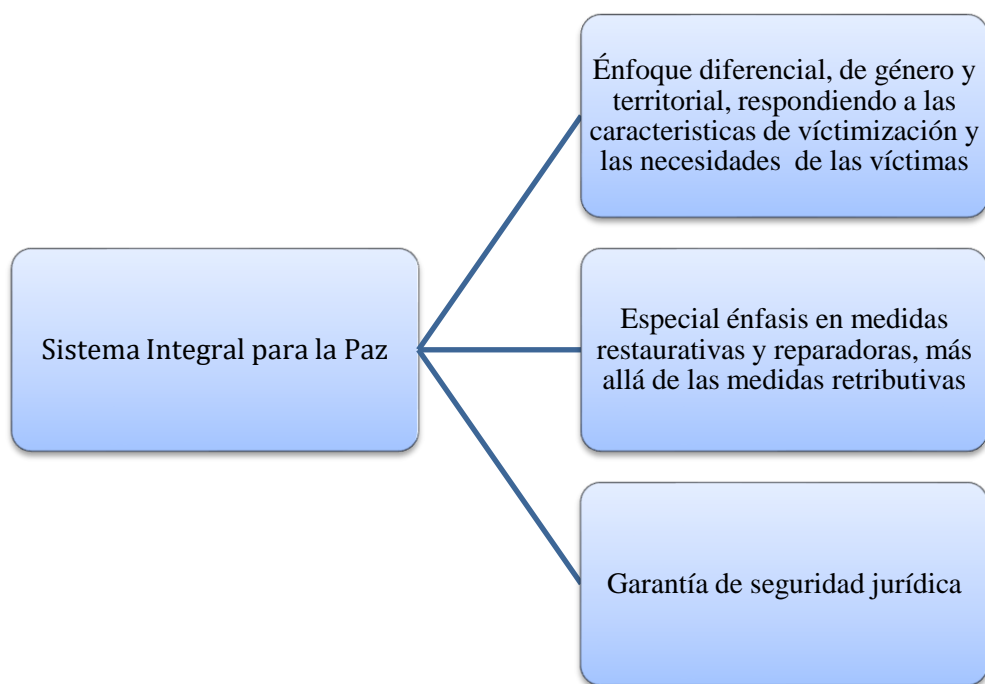 Sistema Integral para la Paz
Énfoque diferencial, de género y
territorial, respondiendo a las
caracteristicas de víctimización y
las necesidades de las víctimas
Especial énfasis en medidas
restaurativas y reparadoras, más
allá de las medidas retributivas
Garantía de seguridad jurídica